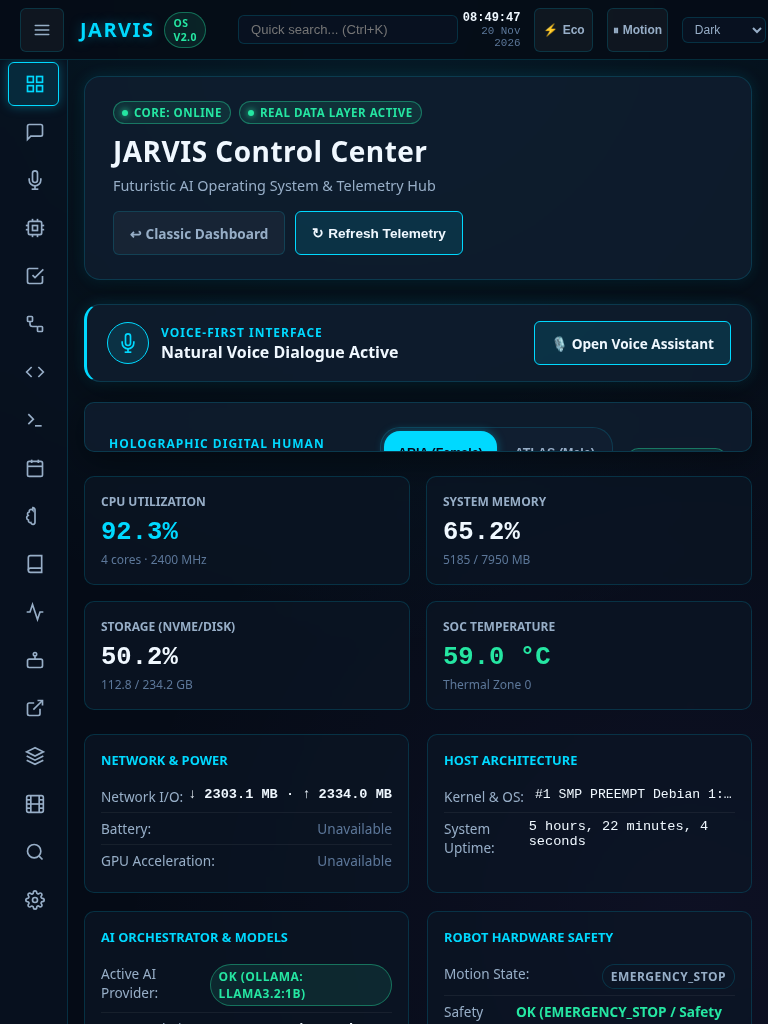 JARVIS
OS
V2.0
Quick search... (Ctrl+K)
08:49:47
20 Nov
2026
⚡ Eco
Motion
Dark
CORE: ONLINE
REAL DATA LAYER ACTIVE
JARVIS Control Center
Futuristic AI Operating System & Telemetry Hub
↩ Classic Dashboard
↻ Refresh Telemetry
VOICE-FIRST INTERFACE
Natural Voice Dialogue Active
🎙️ Open Voice Assistant
HOLOGRAPHIC DIGITAL HUMAN
ARIA (Female)
ATLAS (Male)
CPU UTILIZATION
92.3%
4 cores · 2400 MHz
SYSTEM MEMORY
65.2%
5185 / 7950 MB
STORAGE (NVME/DISK)
50.2%
112.8 / 234.2 GB
SOC TEMPERATURE
59.0 °C
Thermal Zone 0
NETWORK & POWER
Network I/O: ↓ 2303.1 MB · ↑ 2334.0 MB
Battery: Unavailable
GPU Acceleration: Unavailable
HOST ARCHITECTURE
Kernel & OS: #1 SMP PREEMPT Debian 1:…
System Uptime: 5 hours, 22 minutes, 4 seconds
AI ORCHESTRATOR & MODELS
Active AI Provider: OK (OLLAMA: LLAMA3.2:1B)
ROBOT HARDWARE SAFETY
Motion State: EMERGENCY_STOP
Safety OK (EMERGENCY_STOP / Safety